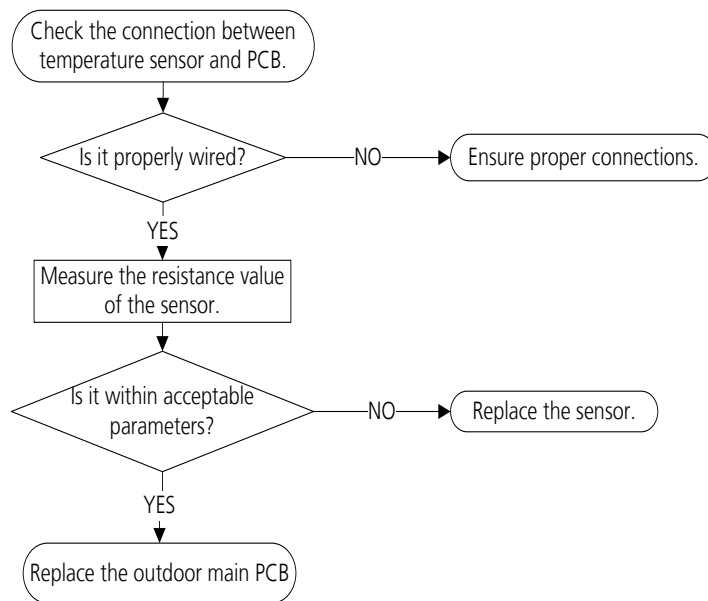 Check the connection between
temperature sensor and PCB.
Is it properly wired?
NO
Ensure proper connections.
YES
Measure the resistance value
of the sensor.
Is it within acceptable
parameters?
NO
Replace the sensor.
YES
Replace the outdoor main PCB